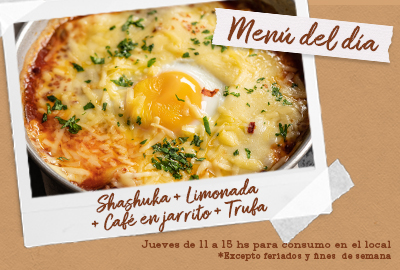 Menú del día
Shashuka + Limonada
+ Café en jarrito + Trufa
Jueves de 11 a 15 hs para consumo en el local
*Excepto feriados y fines de semana